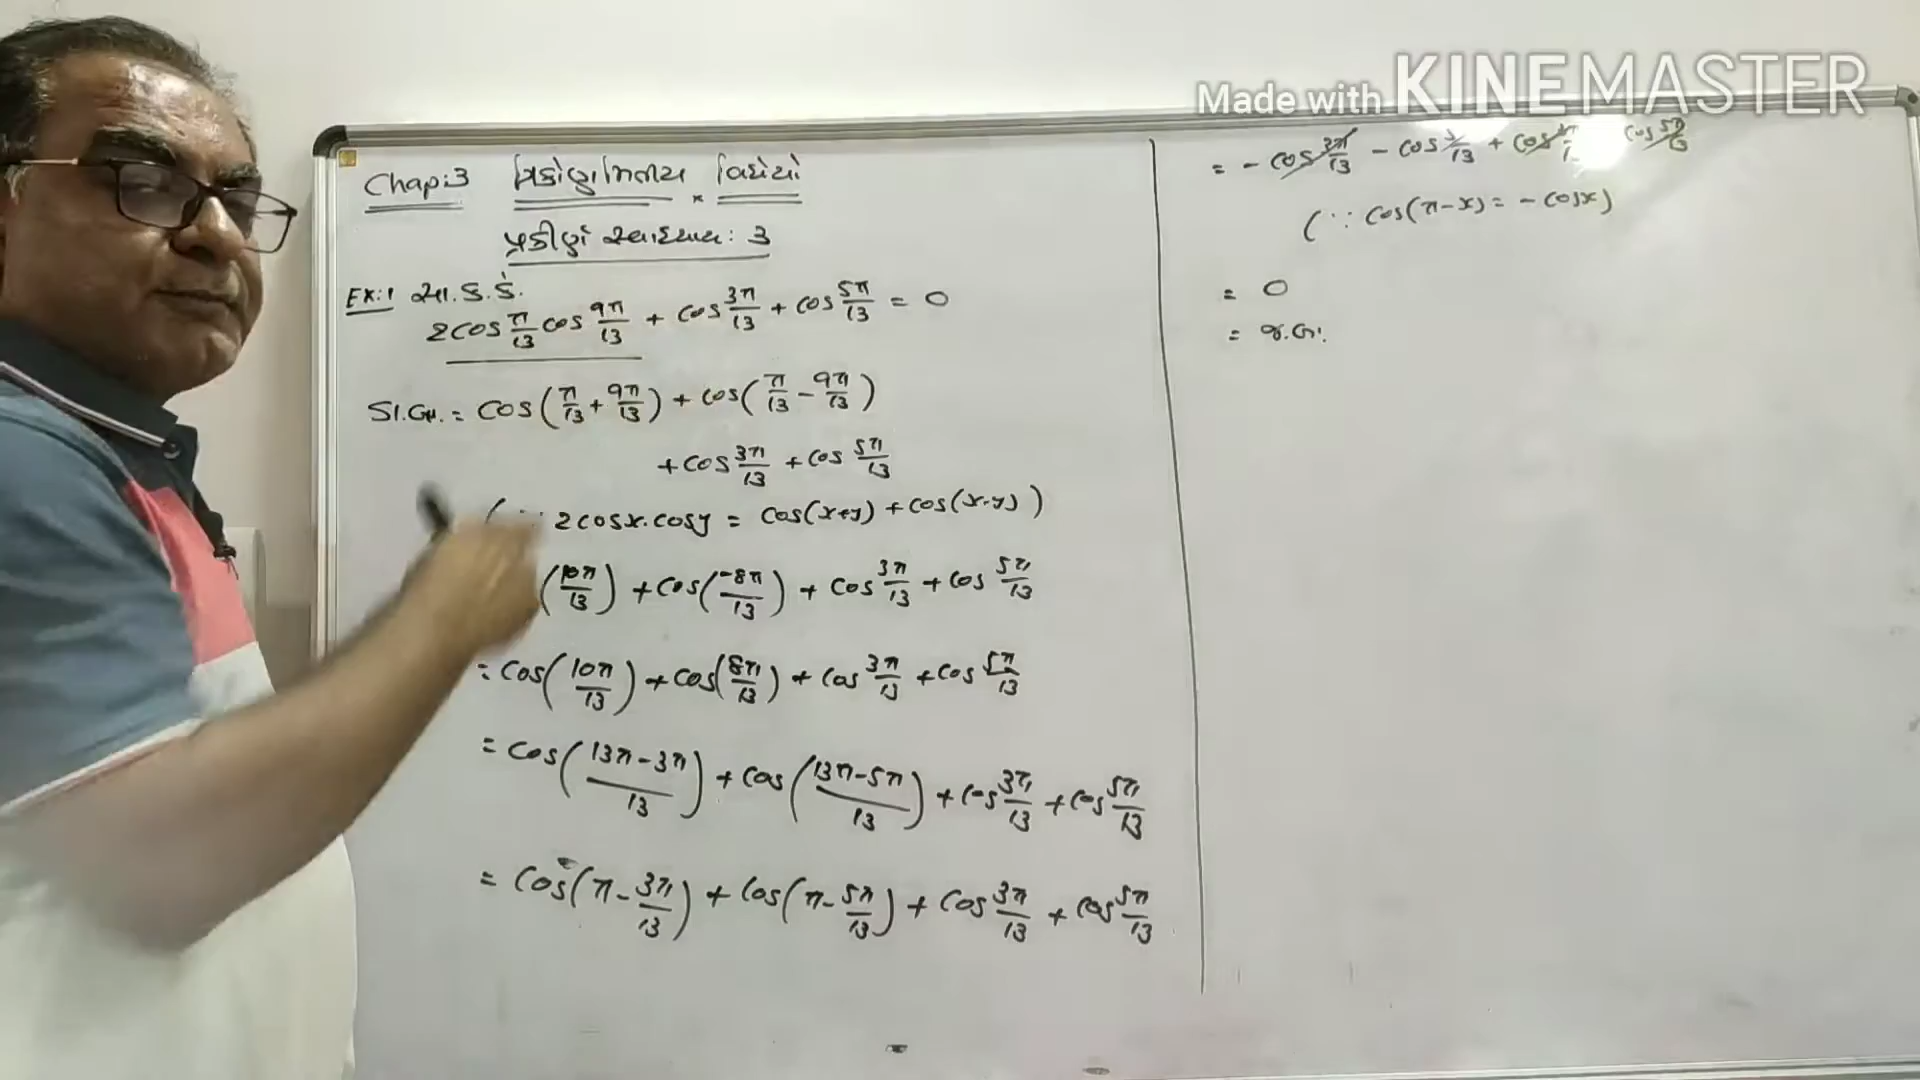 Made with KINEMASTER
Chap:3 ત્રિકોણમિતીય વિધેયો
પ્રકીર્ણ સ્વાધ્યાય: 3
Ex:1 સા.કે.કે.
2cos π/13 cos 9π/13 + cos 3π/13 + cos 5π/13 = 0
ડા.બા. = cos(π/13 + 9π/13) + cos(π/13 - 9π/13)
+ cos 3π/13 + cos 5π/13
(∵ 2cosx.cosy = cos(x+y) + cos(x-y))
(10π/13) + cos(-8π/13) + cos 3π/13 + cos 5π/13
= cos(10π/13) + cos(8π/13) + cos 3π/13 + cos 5π/13
= cos((13π-3π)/13) + cos((13π-5π)/13) + cos 3π/13 + cos 5π/13
= cos(π - 3π/13) + cos(π - 5π/13) + cos 3π/13 + cos 5π/13
= - cos 3π/13 - cos /13 + cos cos 5π/13
(∵ cos(π-x) = - cosx)
= 0
= જ.બા.